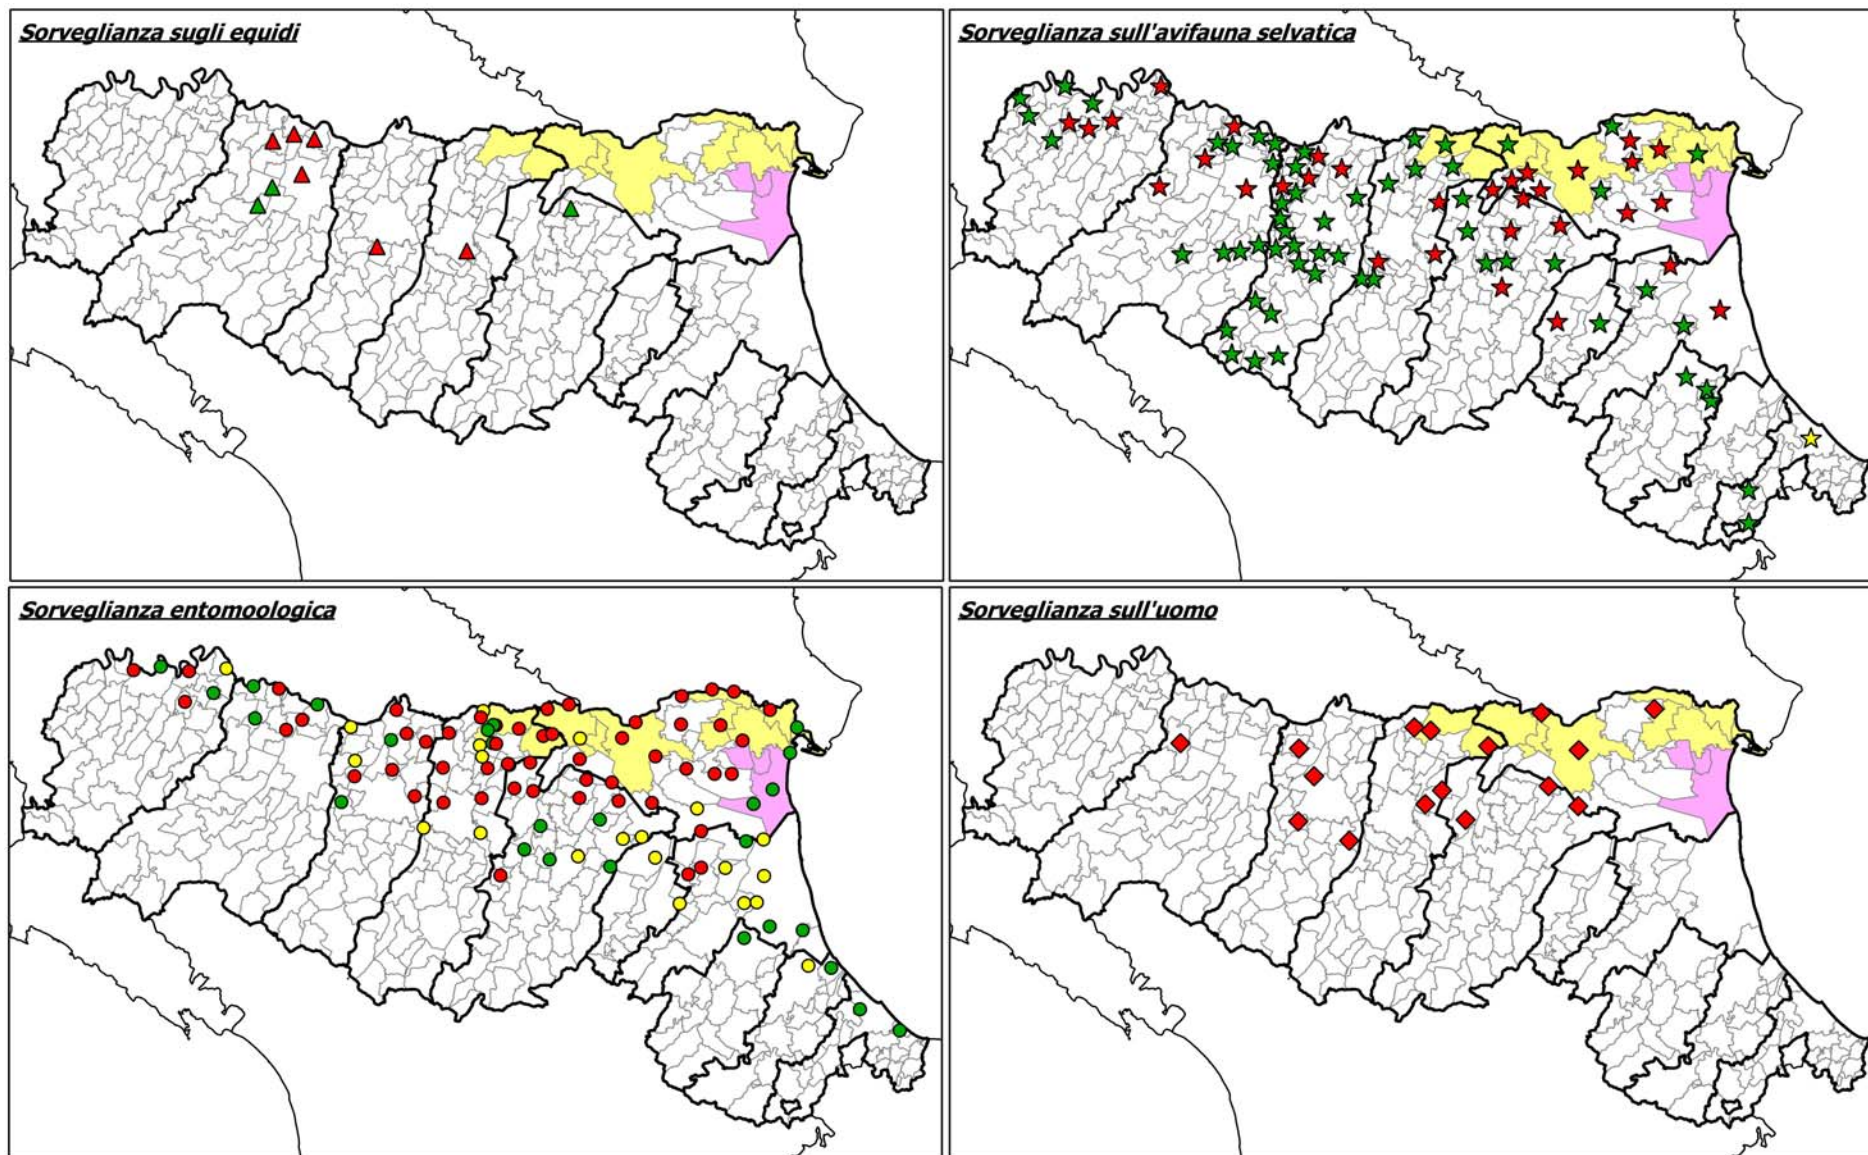 Sorveglianza sugli equidi
Sorveglianza sull'avifauna selvatica
Sorveglianza entomoologica
Sorveglianza sull'uomo